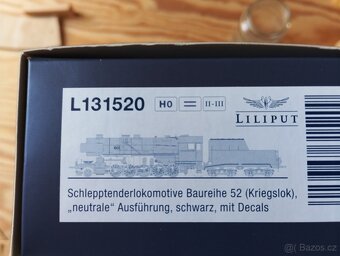 L131520 H0 II-III
LILIPUT
Schlepptenderlokomotive Baureihe 52 (Kriegslok),
„neutrale" Ausführung, schwarz, mit Decals
© Bazos.cz